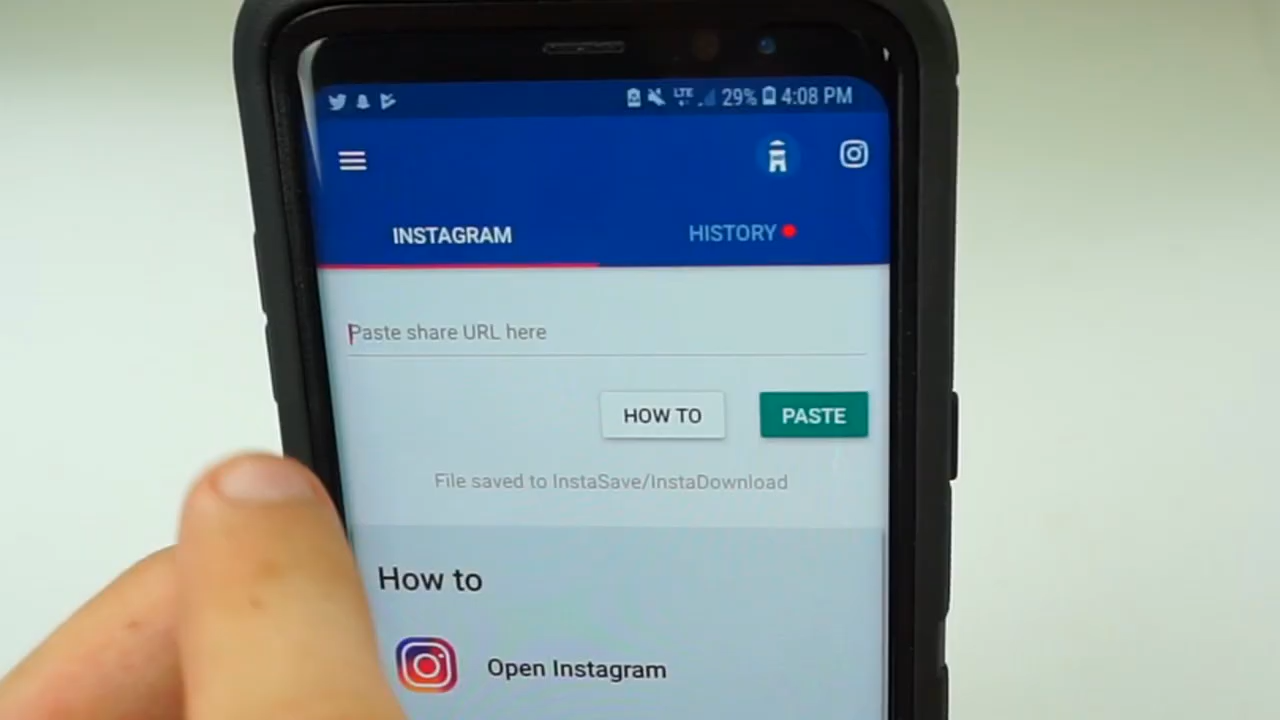 LTE 29% 4:08 PM
INSTAGRAM HISTORY
Paste share URL here
HOW TO PASTE
File saved to InstaSave/InstaDownload
How to
Open Instagram